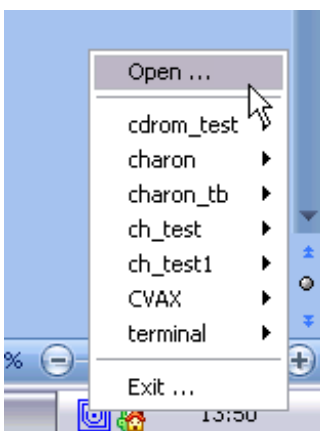 Open ...
cdrom_test
charon
charon_tb
ch_test
ch_test1
CVAX
terminal
%
Exit ...
13:50